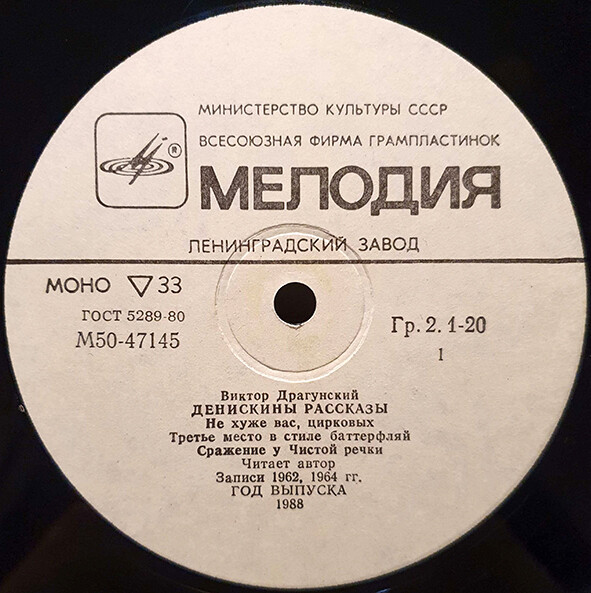 МИНИСТЕРСТВО КУЛЬТУРЫ СССР
ВСЕСОЮЗНАЯ ФИРМА ГРАМПЛАСТИНОК
®
МЕЛОДИЯ
ЛЕНИНГРАДСКИЙ ЗАВОД
МОНО ▽ 33
ГОСТ 5289-80
М50-47145
Гр. 2. 1-20
I
Виктор Драгунский
ДЕНИСКИНЫ РАССКАЗЫ
Не хуже вас, цирковых
Третье место в стиле баттерфляй
Сражение у Чистой речки
Читает автор
Записи 1962, 1964 гг.
ГОД ВЫПУСКА
1988